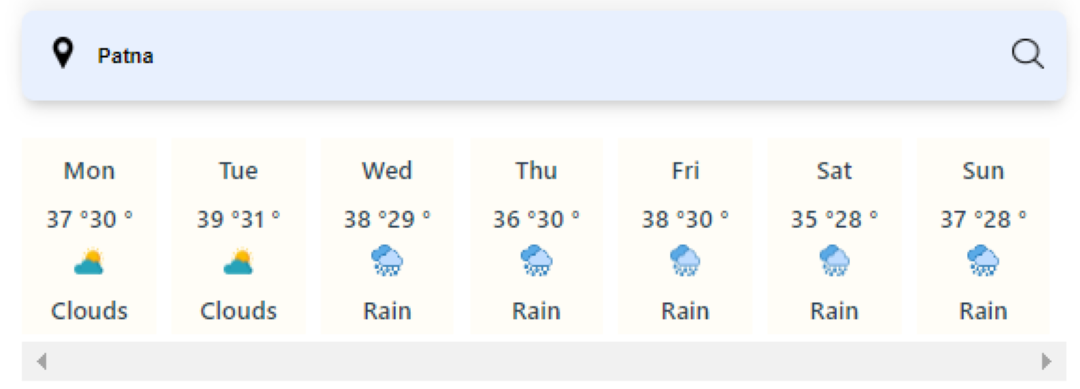 Patna
Mon Tue Wed Thu Fri Sat Sun
37 °30 ° 39 °31 ° 38 °29 ° 36 °30 ° 38 °30 ° 35 °28 ° 37 °28 °
Clouds Clouds Rain Rain Rain Rain Rain